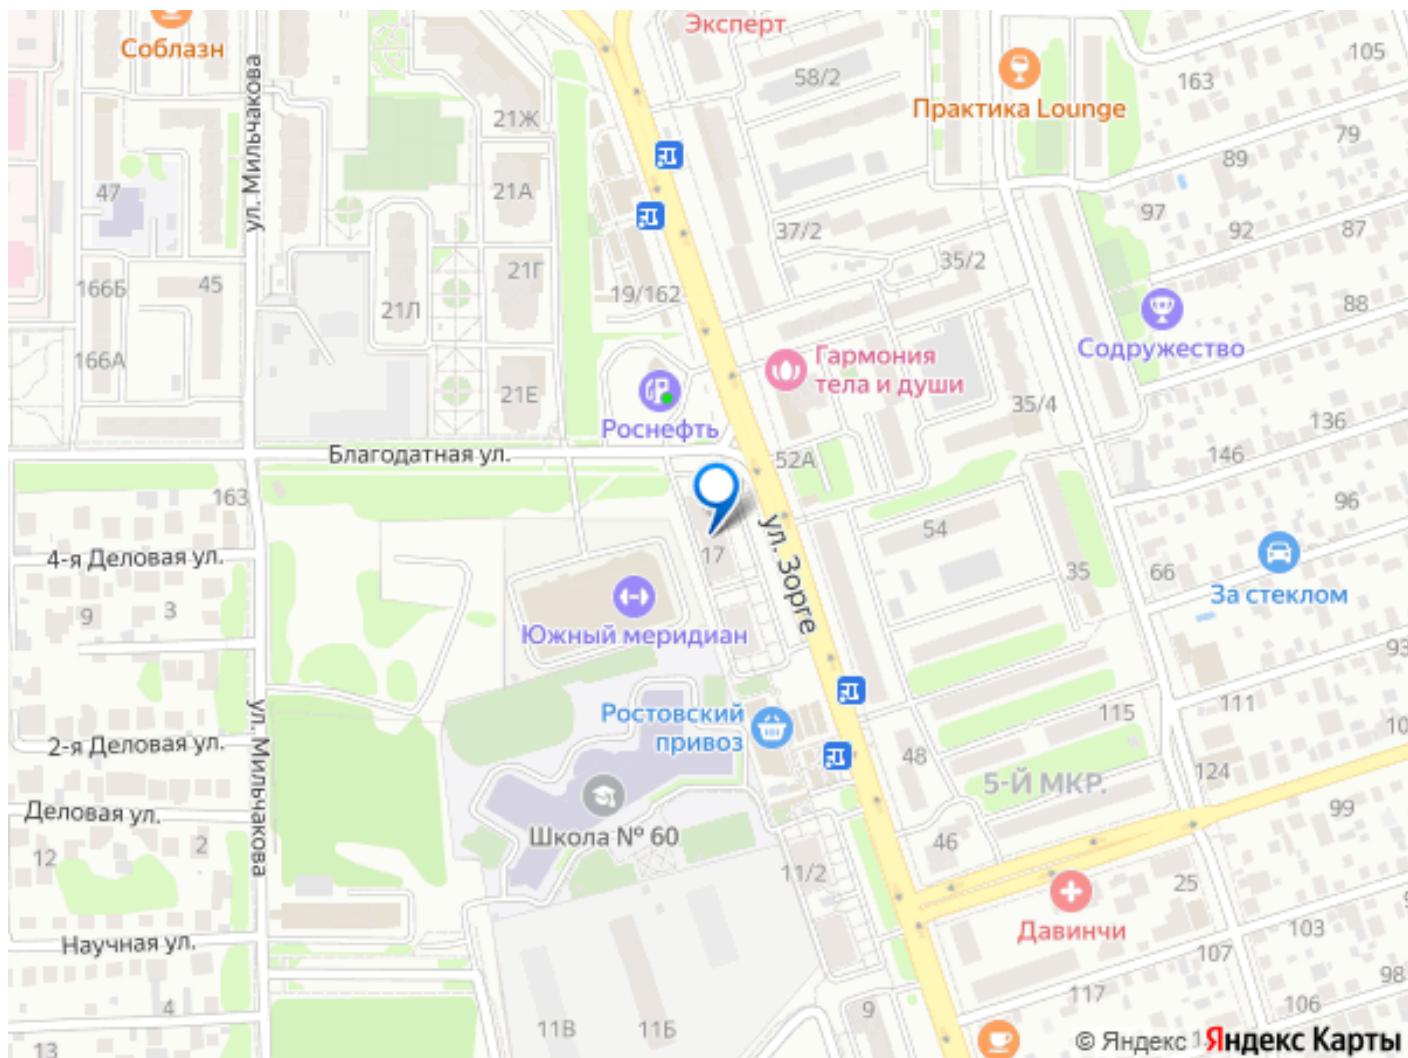 Эксперт
Соблазн
105
58/2
163
Практика Lounge
21Ж
ул. Мильчакова
79
89
47
21А
97
37/2
92
87
35/2
21Г
166Б
45
19/162
88
21Л
Содружество
166А
Гармония
тела и души
21Е
35/4
Роснефть
136
Благодатная ул.
146
52А
163
96
54
ул. Зорге
17
4-я Деловая ул.
35
66
За стеклом
9
3
Южный меридиан
93
111
ул. Мильчакова
Ростовский
привоз
115
2-я Деловая ул.
48
124
5-Й МКР.
99
Деловая ул.
Школа № 60
2
46
12
11/2
25
Давинчи
Научная ул.
103
107
98
117
4
106
9
11В
11Б
13
© Яндекс
Яндекс Карты